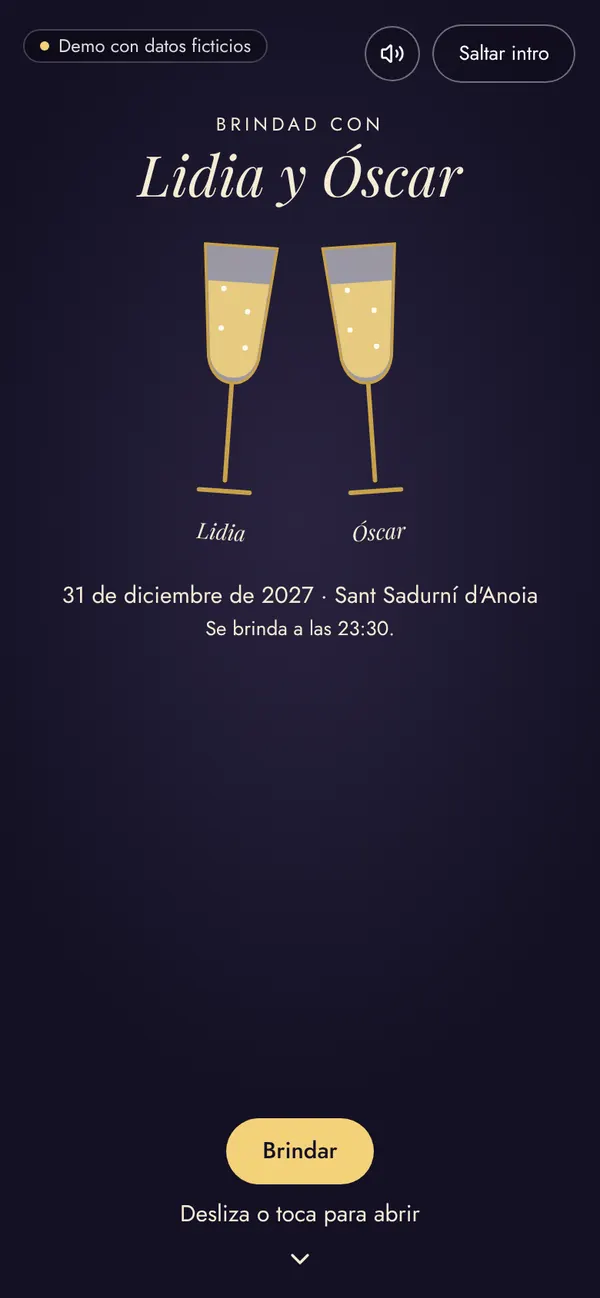 Demo con datos ficticios
Saltar intro
BRINDAD CON
Lidia y Óscar
Lidia
Óscar
31 de diciembre de 2027 · Sant Sadurní d'Anoia
Se brinda a las 23:30.
Brindar
Desliza o toca para abrir